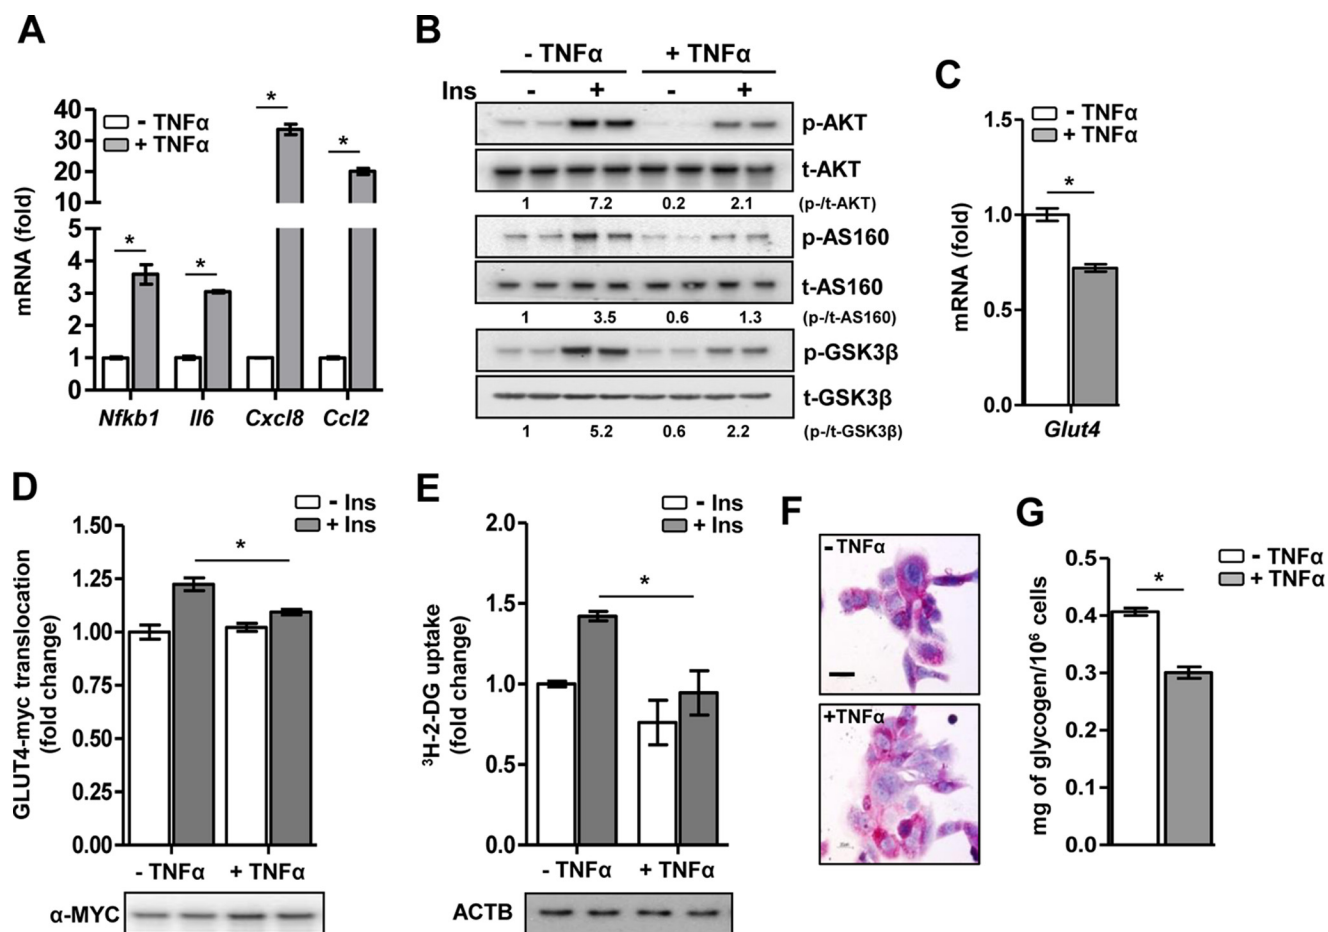 A
- TNFα
+ TNFα
mRNA (fold)
40
30
20
10
5
4
3
2
1
0
*
*
*
*
Nfkb1 Il6 Cxcl8 Ccl2
B
- TNFα + TNFα
Ins - + - +
p-AKT
t-AKT
1 7.2 0.2 2.1 (p-/t-AKT)
p-AS160
t-AS160
1 3.5 0.6 1.3 (p-/t-AS160)
p-GSK3β
t-GSK3β
1 5.2 0.6 2.2 (p-/t-GSK3β)
C
- TNFα
+ TNFα
mRNA (fold)
1.5
1.0
0.5
0.0
*
Glut4
D
- Ins
+ Ins
GLUT4-myc translocation
(fold change)
1.50
1.25
1.00
0.75
0.50
0.25
0.00
*
- TNFα + TNFα
α-MYC
E
- Ins
+ Ins
³H-2-DG uptake
(fold change)
2.0
1.5
1.0
0.5
0.0
*
- TNFα + TNFα
ACTB
F
- TNFα
+TNFα
G
- TNFα
+ TNFα
mg of glycogen/10⁶ cells
0.5
0.4
0.3
0.2
0.1
0.0
*